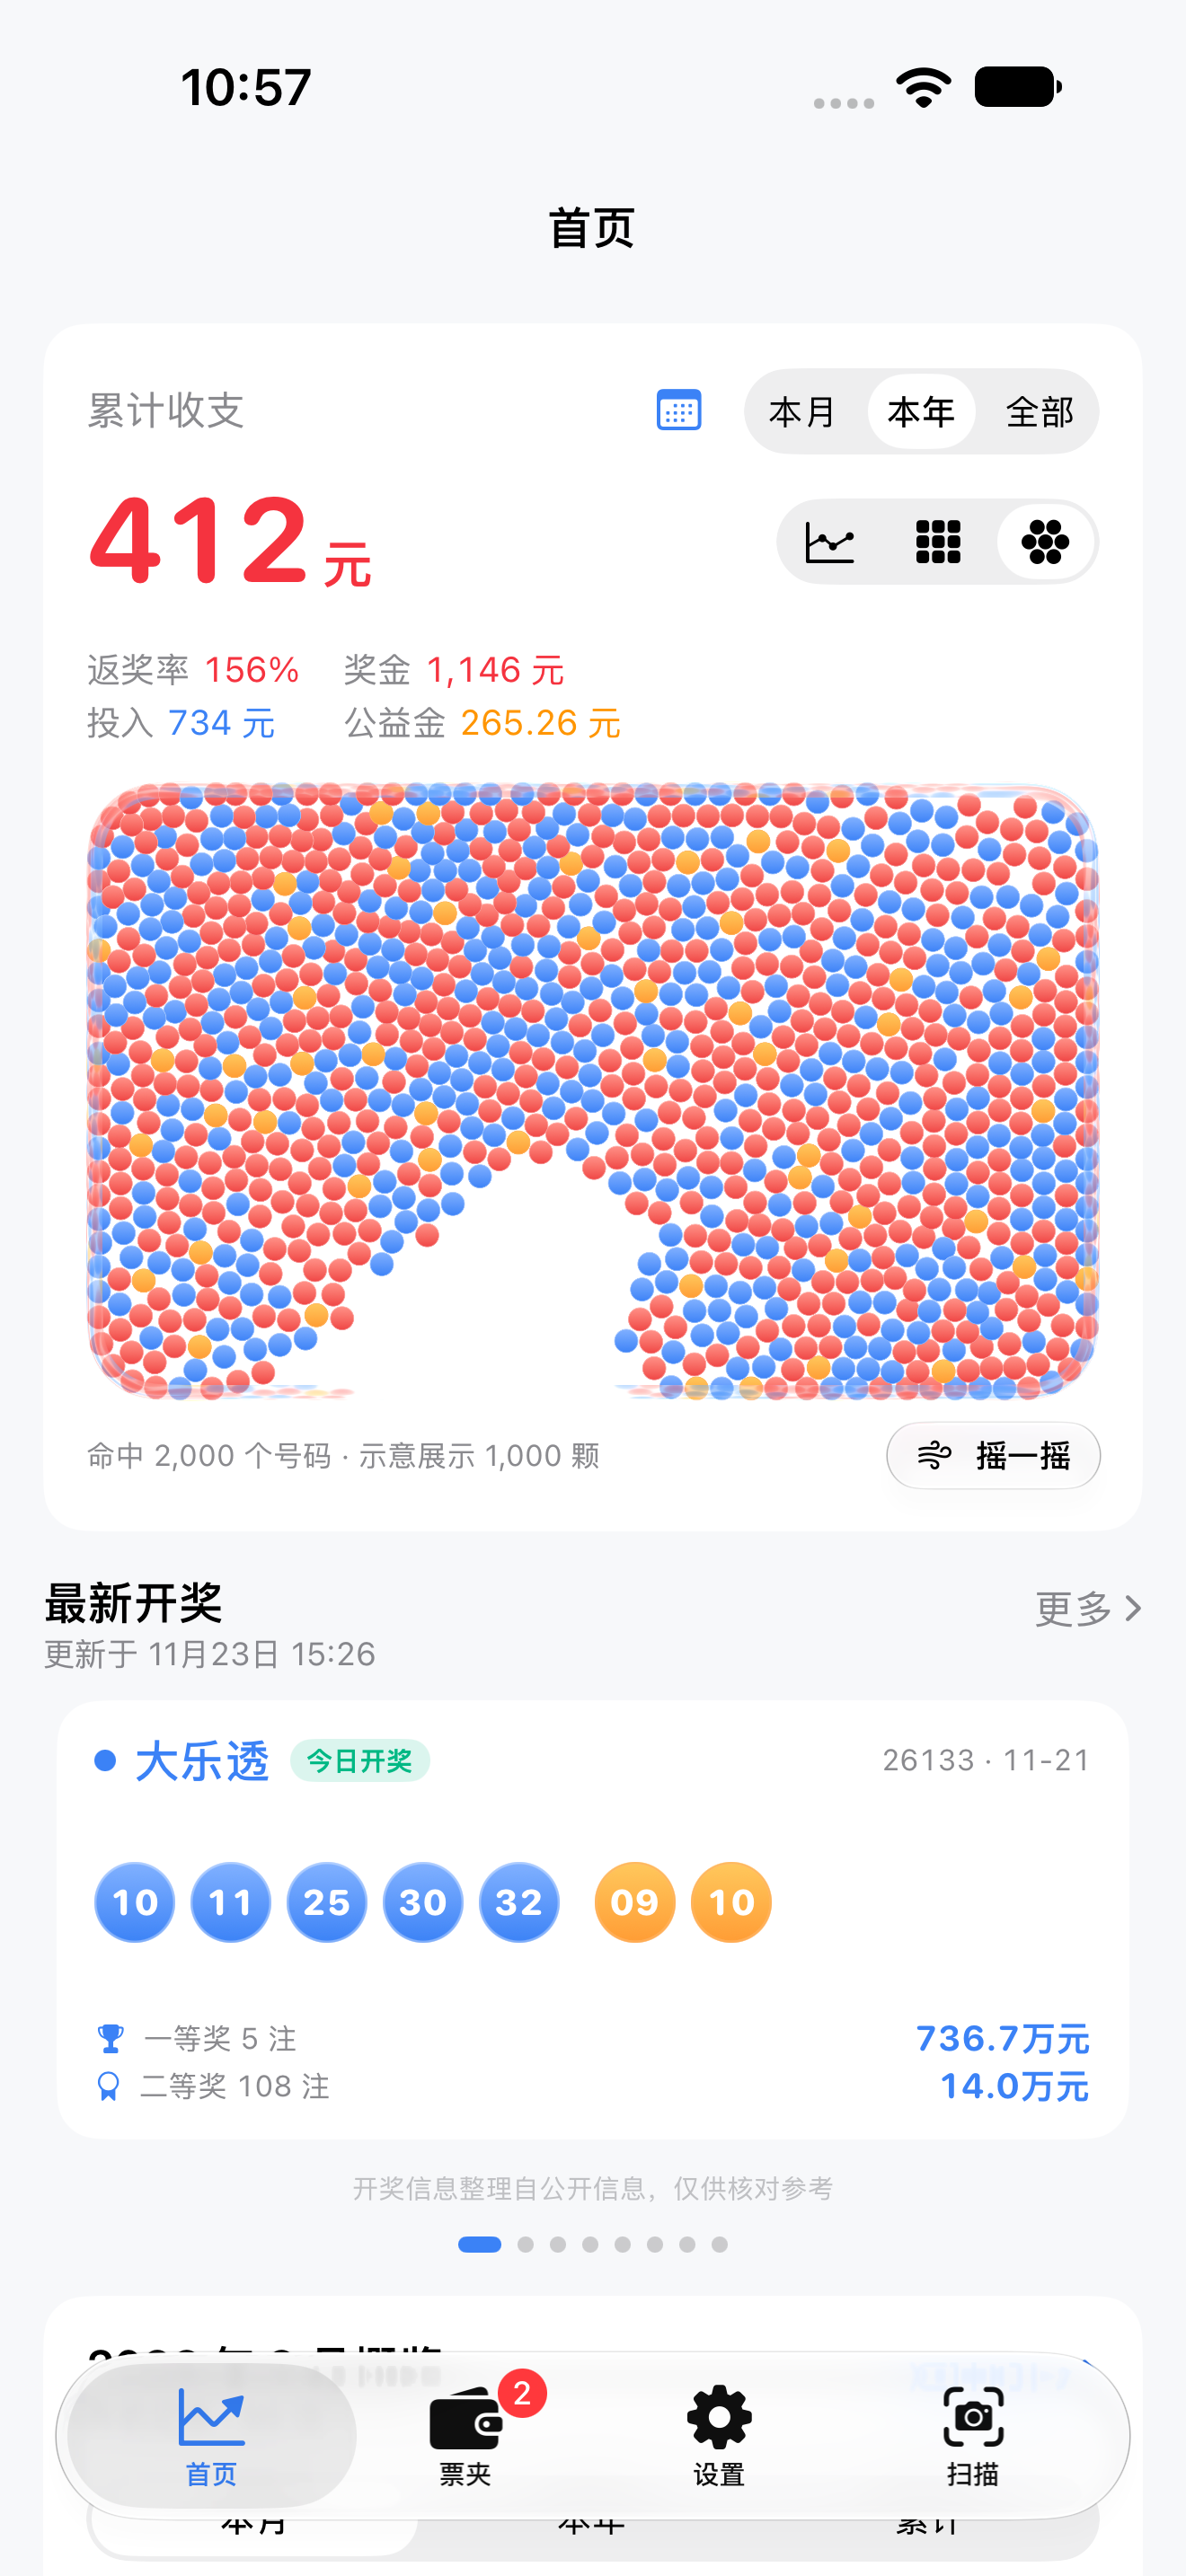 10:57
首页
累计收支
本月 本年 全部
412 元
返奖率 156% 奖金 1,146 元
投入 734 元 公益金 265.26 元
命中 2,000 个号码 · 示意展示 1,000 颗
摇一摇
最新开奖
更多
更新于 11月23日 15:26
大乐透 今日开奖 26133 · 11-21
10 11 25 30 32 09 10
一等奖 5 注 736.7万元
二等奖 108 注 14.0万元
开奖信息整理自公开信息，仅供核对参考
2
首页 票夹 设置 扫描
本月 本年 累计